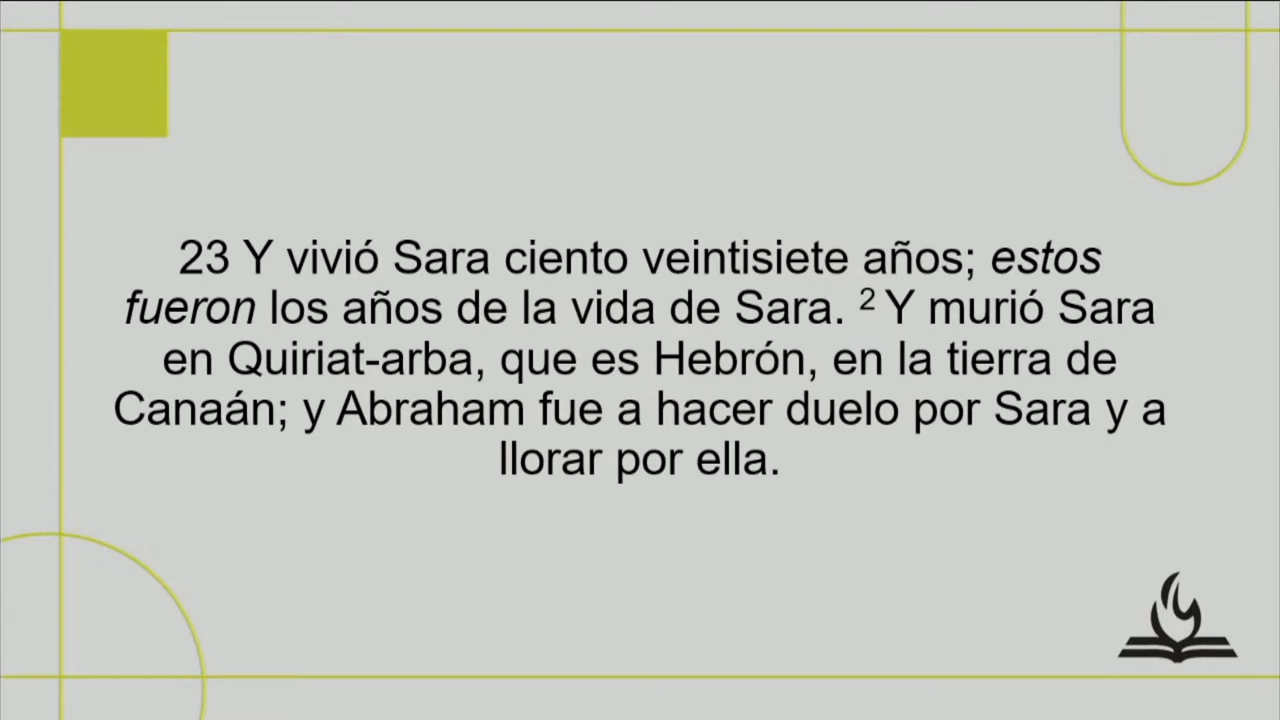 23 Y vivió Sara ciento veintisiete años; estos
fueron los años de la vida de Sara. ² Y murió Sara
en Quiriat-arba, que es Hebrón, en la tierra de
Canaán; y Abraham fue a hacer duelo por Sara y a
llorar por ella.